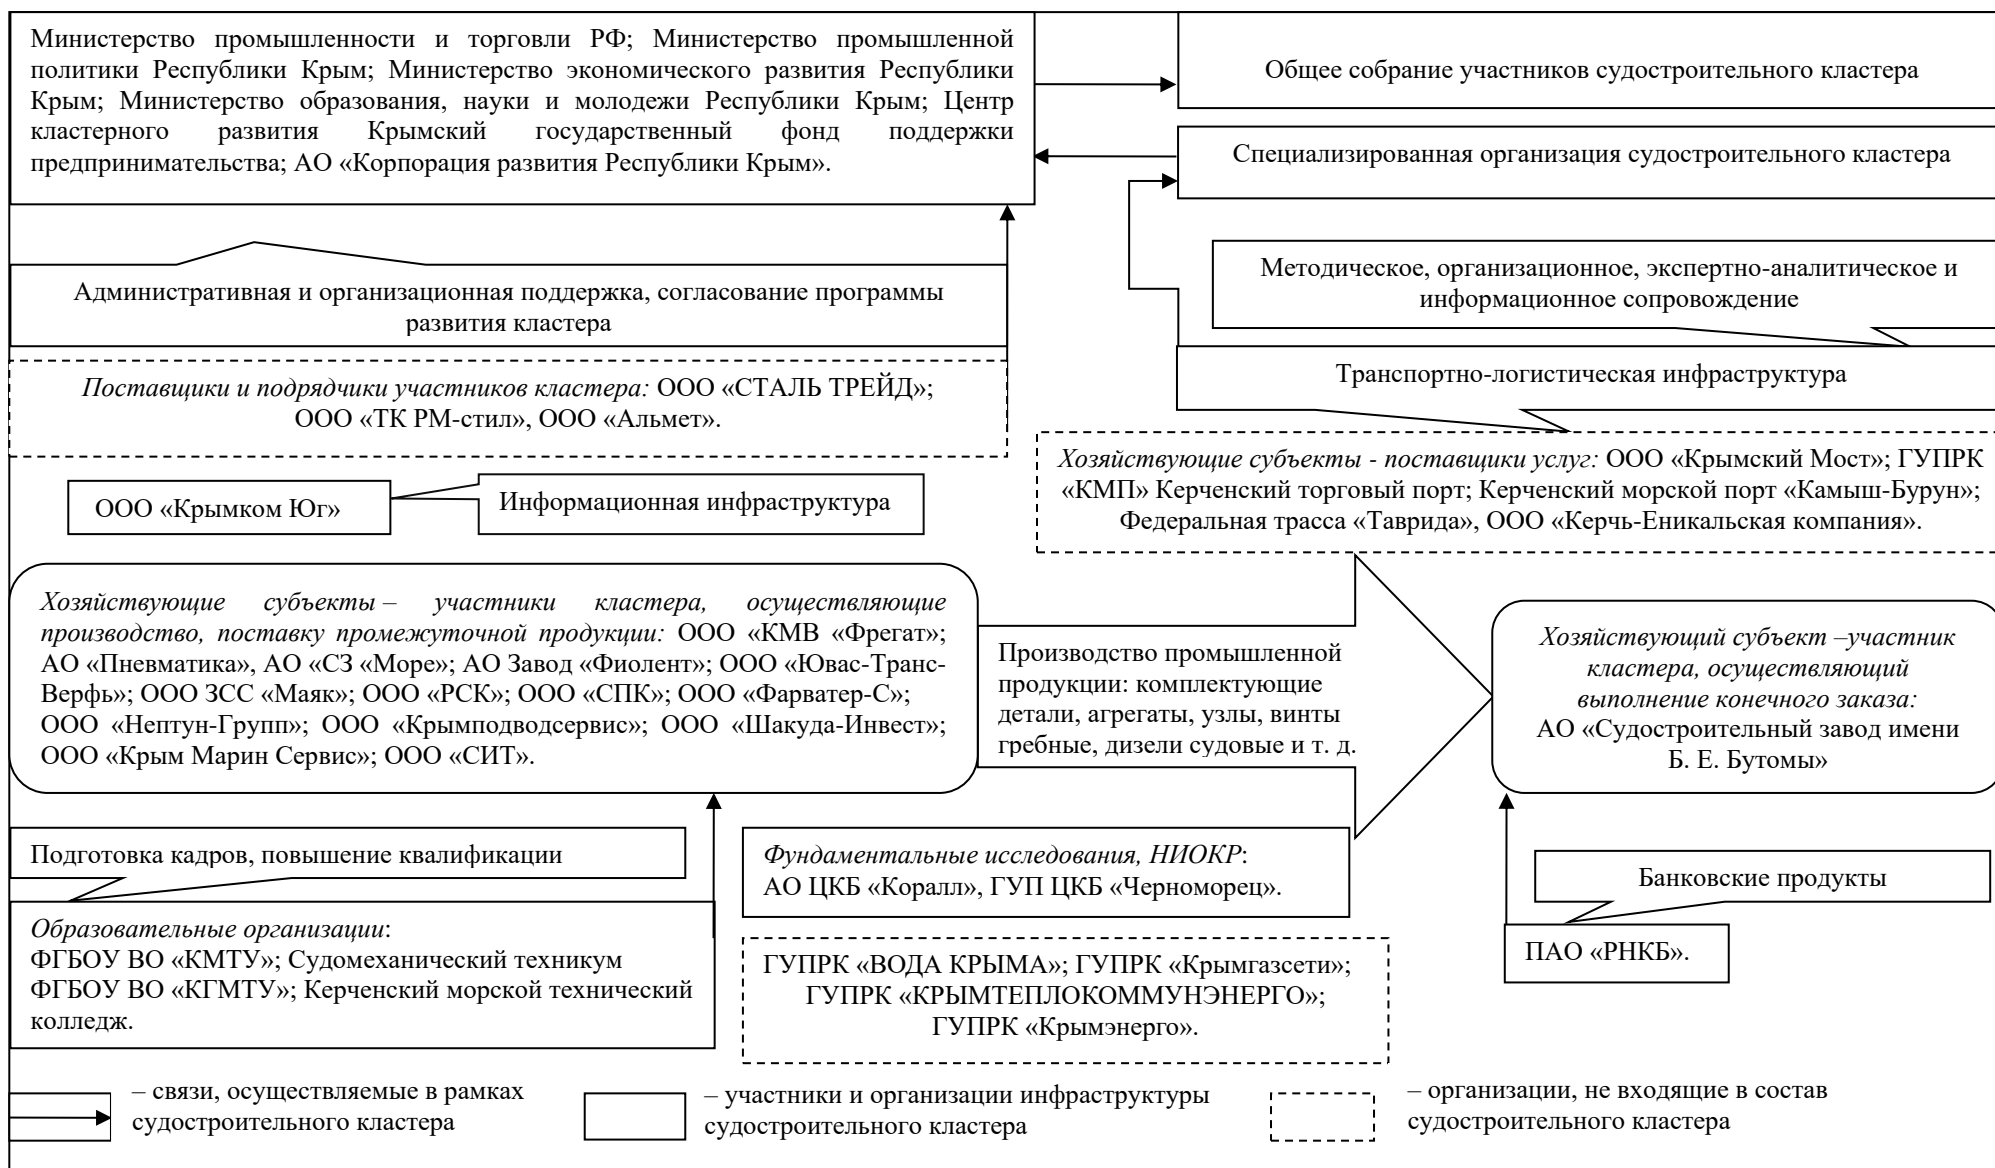 Министерство промышленности и торговли РФ; Министерство промышленной
политики Республики Крым; Министерство экономического развития Республики
Крым; Министерство образования, науки и молодежи Республики Крым; Центр
кластерного развития Крымский государственный фонд поддержки
предпринимательства; АО «Корпорация развития Республики Крым».
Общее собрание участников судостроительного кластера
Специализированная организация судостроительного кластера
Административная и организационная поддержка, согласование программы
развития кластера
Методическое, организационное, экспертно-аналитическое и
информационное сопровождение
Поставщики и подрядчики участников кластера: ООО «СТАЛЬ ТРЕЙД»;
ООО «ТК РМ-стил», ООО «Альмет».
Транспортно-логистическая инфраструктура
Хозяйствующие субъекты - поставщики услуг: ООО «Крымский Мост»; ГУПРК
«КМП» Керченский торговый порт; Керченский морской порт «Камыш-Бурун»;
Федеральная трасса «Таврида», ООО «Керчь-Еникальская компания».
ООО «Крымком Юг»
Информационная инфраструктура
Хозяйствующие субъекты – участники кластера, осуществляющие
производство, поставку промежуточной продукции: ООО «КМВ «Фрегат»;
АО «Пневматика», АО «СЗ «Море»; АО Завод «Фиолент»; ООО «Ювас-Транс-
Верфь»; ООО ЗСС «Маяк»; ООО «РСК»; ООО «СПК»; ООО «Фарватер-С»;
ООО «Нептун-Групп»; ООО «Крымподводсервис»; ООО «Шакуда-Инвест»;
ООО «Крым Марин Сервис»; ООО «СИТ».
Производство промышленной
продукции: комплектующие
детали, агрегаты, узлы, винты
гребные, дизели судовые и т. д.
Хозяйствующий субъект –участник
кластера, осуществляющий
выполнение конечного заказа:
АО «Судостроительный завод имени
Б. Е. Бутомы»
Подготовка кадров, повышение квалификации
Фундаментальные исследования, НИОКР:
АО ЦКБ «Коралл», ГУП ЦКБ «Черноморец».
Банковские продукты
Образовательные организации:
ФГБОУ ВО «КМТУ»; Судомеханический техникум
ФГБОУ ВО «КГМТУ»; Керченский морской технический
колледж.
ГУПРК «ВОДА КРЫМА»; ГУПРК «Крымгазсети»;
ГУПРК «КРЫМТЕПЛОКОММУНЭНЕРГО»;
ГУПРК «Крымэнерго».
ПАО «РНКБ».
– связи, осуществляемые в рамках
судостроительного кластера
– участники и организации инфраструктуры
судостроительного кластера
– организации, не входящие в состав
судостроительного кластера